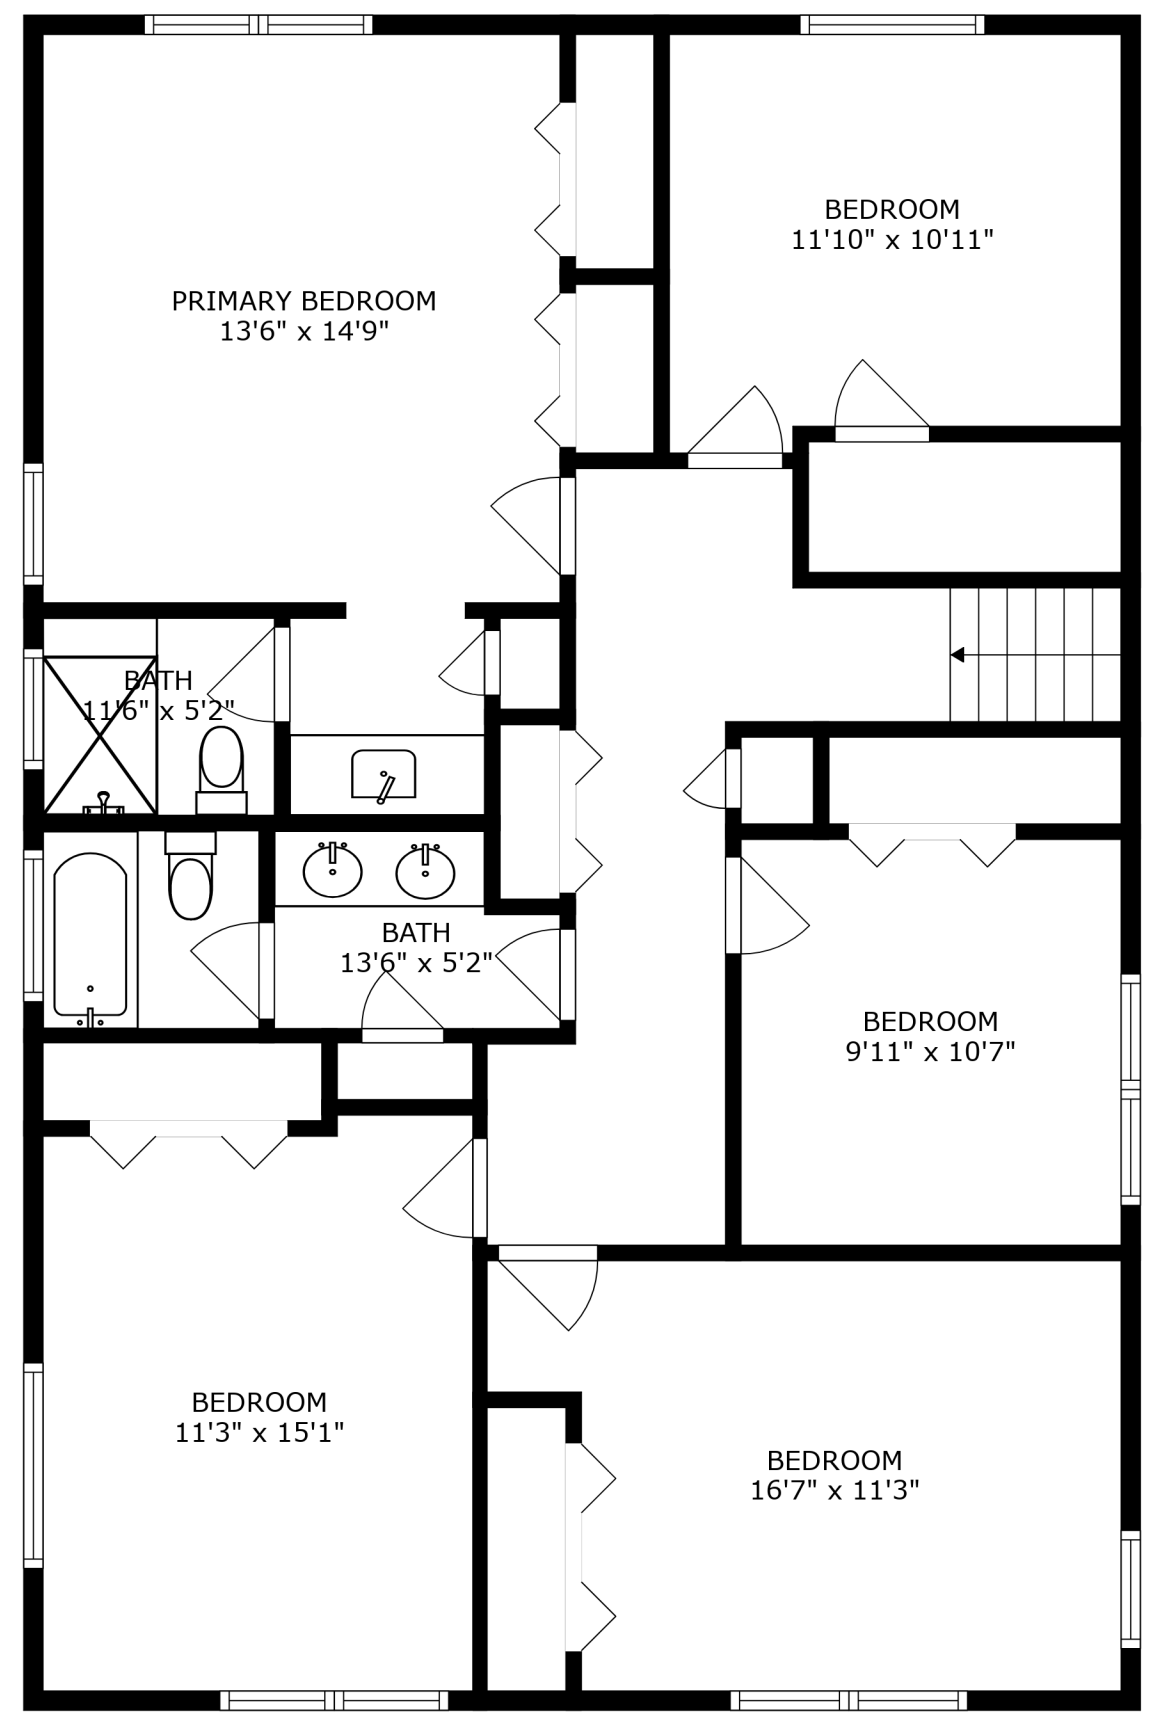 BEDROOM
11'10" x 10'11"
PRIMARY BEDROOM
13'6" x 14'9"
BATH
11'6" x 5'2"
BATH
13'6" x 5'2"
BEDROOM
9'11" x 10'7"
BEDROOM
11'3" x 15'1"
BEDROOM
16'7" x 11'3"